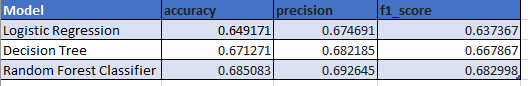 Model accuracy precision f1_score
Logistic Regression 0.649171 0.674691 0.637367
Decision Tree 0.671271 0.682185 0.667867
Random Forest Classifier 0.685083 0.692645 0.682998